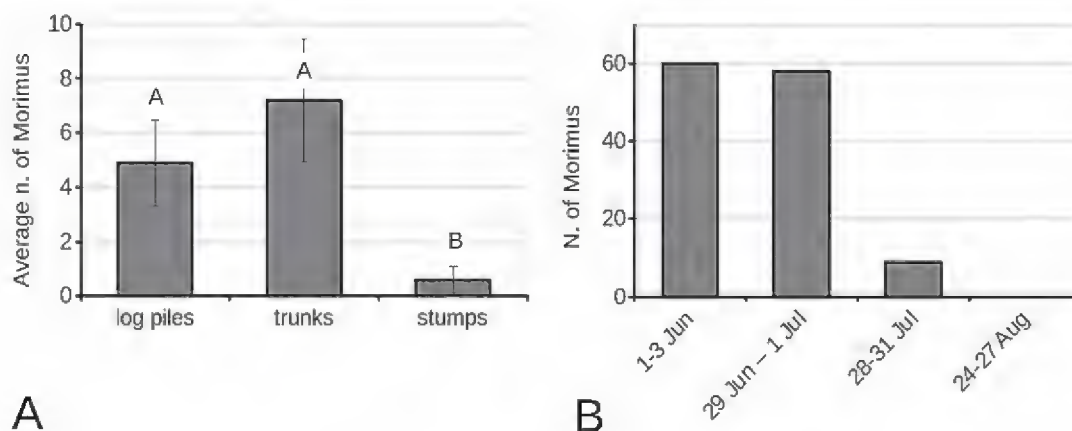 Average n. of Morimus
10
8
6
4
2
0
A
A
B
log piles
trunks
stumps
A
N. of Morimus
60
40
20
0
1-3 Jun
29 Jun – 1 Jul
28-31 Jul
24-27 Aug
B